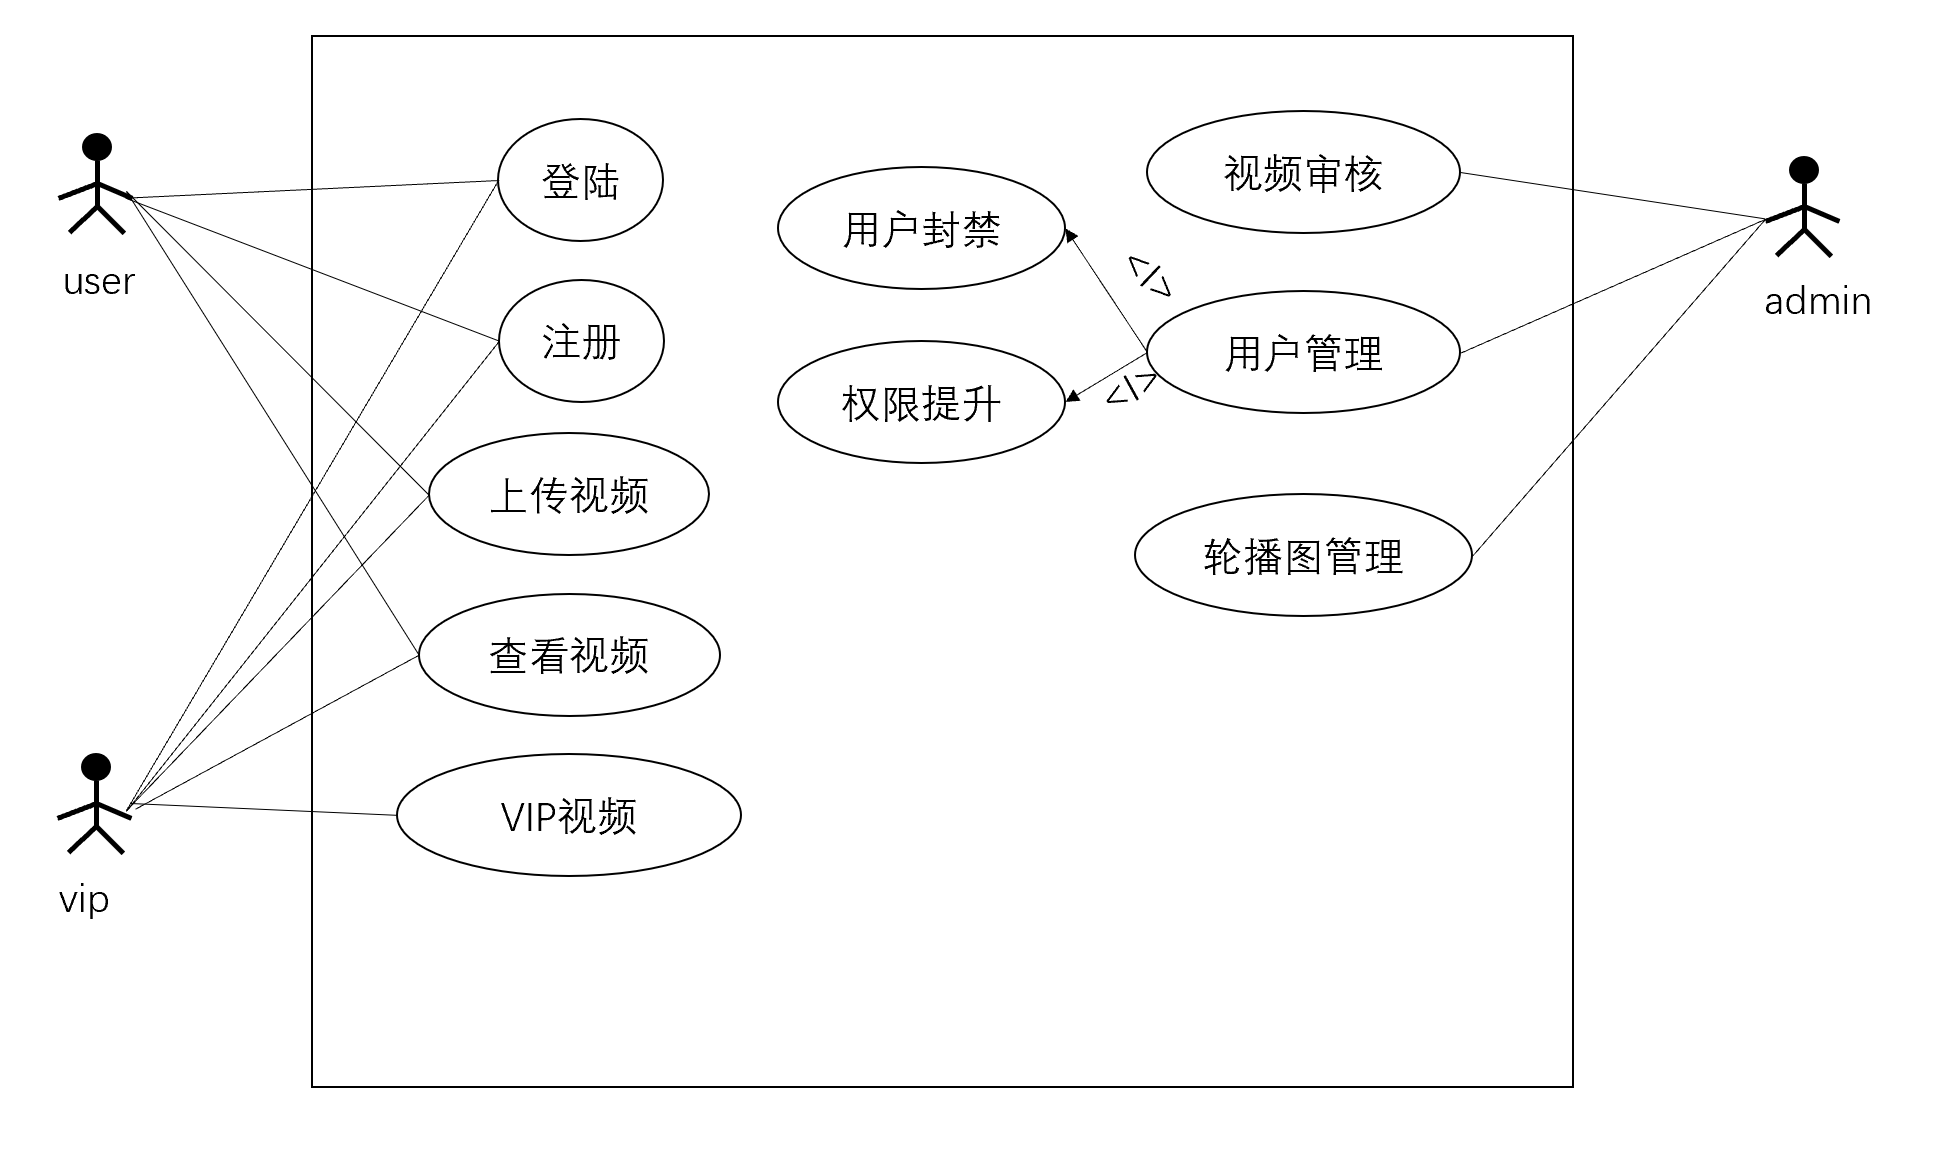 登陆
视频审核
用户封禁
user
</>
admin
注册
用户管理
</>
权限提升
上传视频
轮播图管理
查看视频
VIP视频
vip